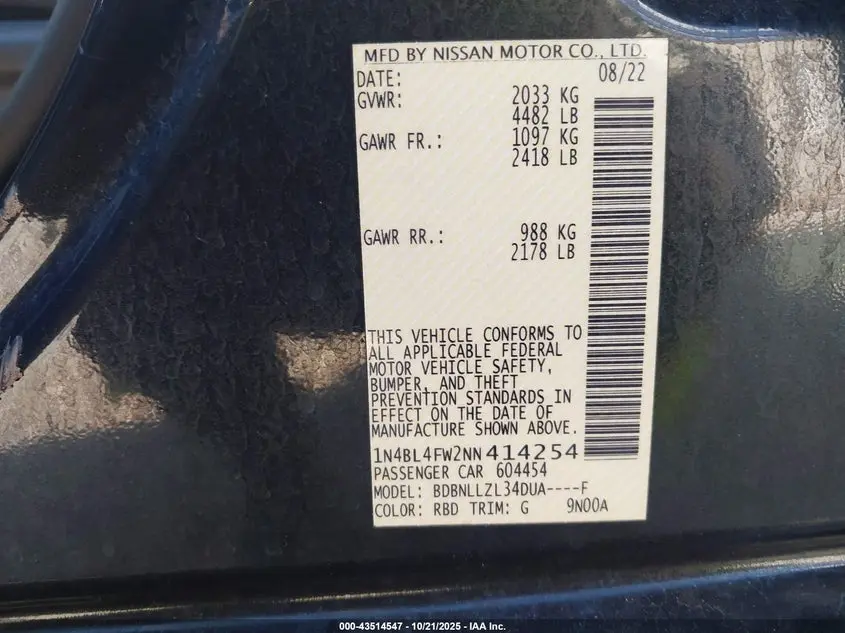 MFD BY NISSAN MOTOR CO., LTD.
DATE: 08/22
GVWR: 2033 KG
4482 LB
GAWR FR.: 1097 KG
2418 LB
GAWR RR.: 988 KG
2178 LB
THIS VEHICLE CONFORMS TO
ALL APPLICABLE FEDERAL
MOTOR VEHICLE SAFETY,
BUMPER, AND THEFT
PREVENTION STANDARDS IN
EFFECT ON THE DATE OF
MANUFACTURE SHOWN ABOVE.
1N4BL4FW2NN414254
PASSENGER CAR 604454
MODEL: BDBNLLZL34DUA----F
COLOR: RBD TRIM: G 9N00A
000-43514547 - 10/21/2025 - IAA Inc.